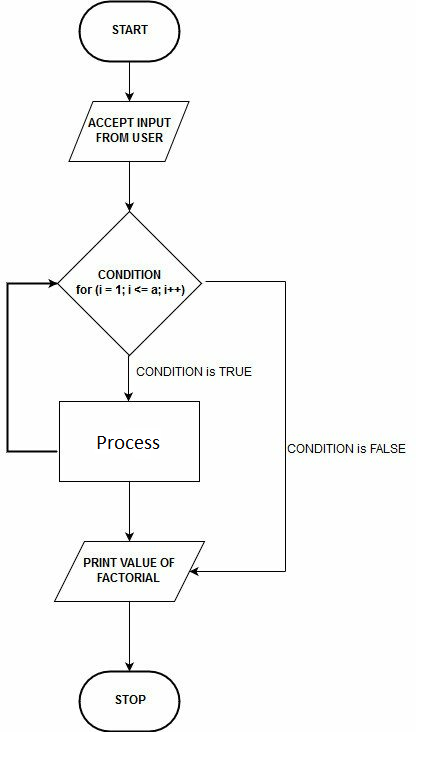 START
ACCEPT INPUT
FROM USER
CONDITION
for (i = 1; i <= a; i++)
CONDITION is TRUE
Process
CONDITION is FALSE
PRINT VALUE OF
FACTORIAL
STOP